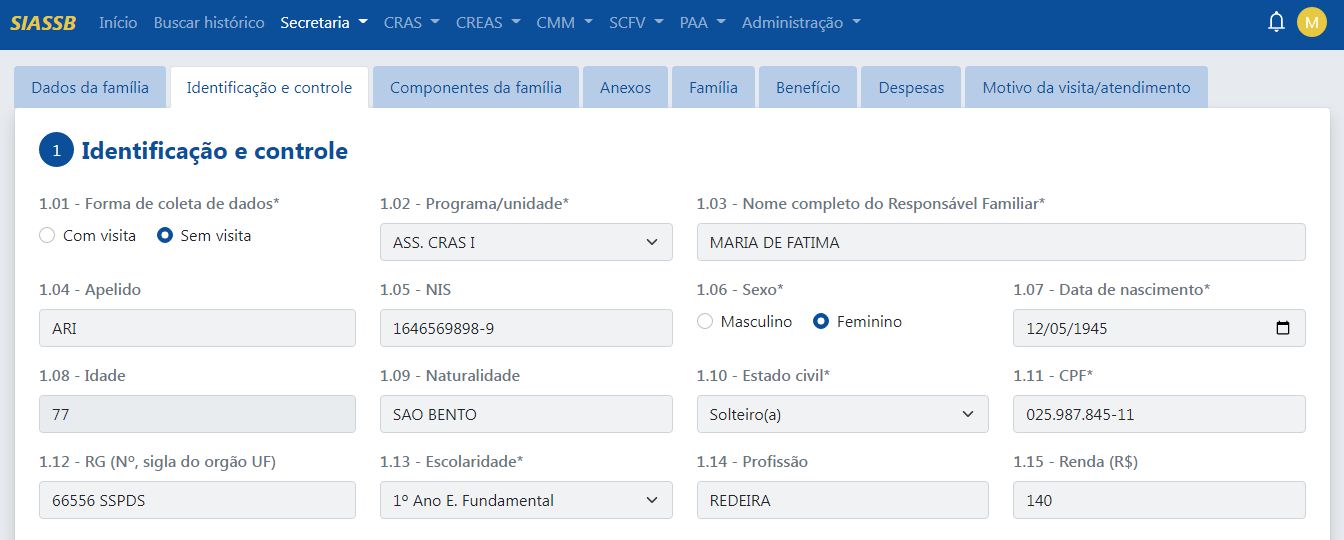 SIASSB Início Buscar histórico Secretaria CRAS CREAS CMM SCFV PAA Administração M
Dados da família Identificação e controle Componentes da família Anexos Família Benefício Despesas Motivo da visita/atendimento
1 Identificação e controle
1.01 - Forma de coleta de dados* 1.02 - Programa/unidade* 1.03 - Nome completo do Responsável Familiar*
Com visita Sem visita ASS. CRAS I MARIA DE FATIMA
1.04 - Apelido 1.05 - NIS 1.06 - Sexo* 1.07 - Data de nascimento*
ARI 1646569898-9 Masculino Feminino 12/05/1945
1.08 - Idade 1.09 - Naturalidade 1.10 - Estado civil* 1.11 - CPF*
77 SAO BENTO Solteiro(a) 025.987.845-11
1.12 - RG (Nº, sigla do orgão UF) 1.13 - Escolaridade* 1.14 - Profissão 1.15 - Renda (R$)
66556 SSPDS 1º Ano E. Fundamental REDEIRA 140